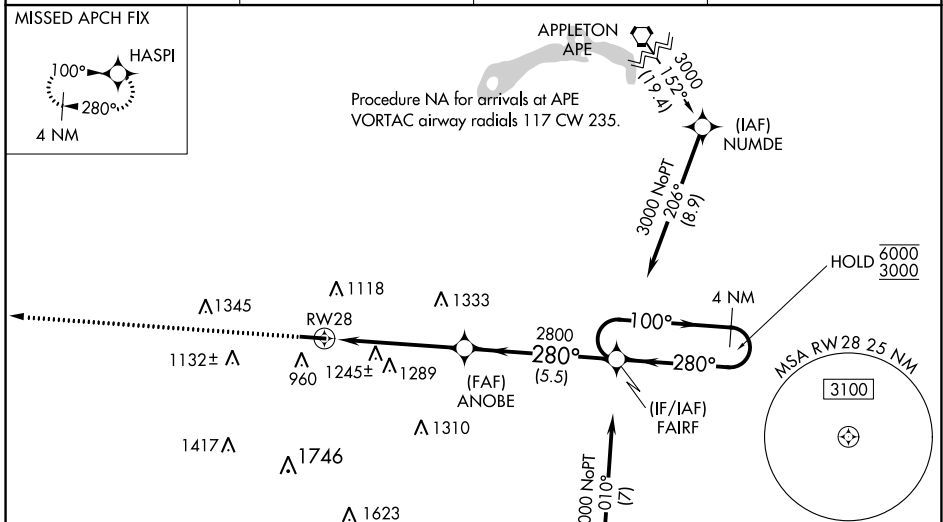 MISSED APCH FIX
HASPI
100°
280°
4 NM
APPLETON
APE
3000
152°
(19.4)
Procedure NA for arrivals at APE
VORTAC airway radials 117 CW 235.
(IAF)
NUMDE
3000 NoPT
206°
(8.9)
HOLD 6000
3000
4 NM
100°
280°
1345
1118
1333
RW28
2800
280°
(5.5)
1132±
960
1245±
1289
(FAF)
ANOBE
(IF/IAF)
FAIRF
MSA RW 28 25 NM
3100
1310
1417
1746
1623
000 NoPT
010°
(7)